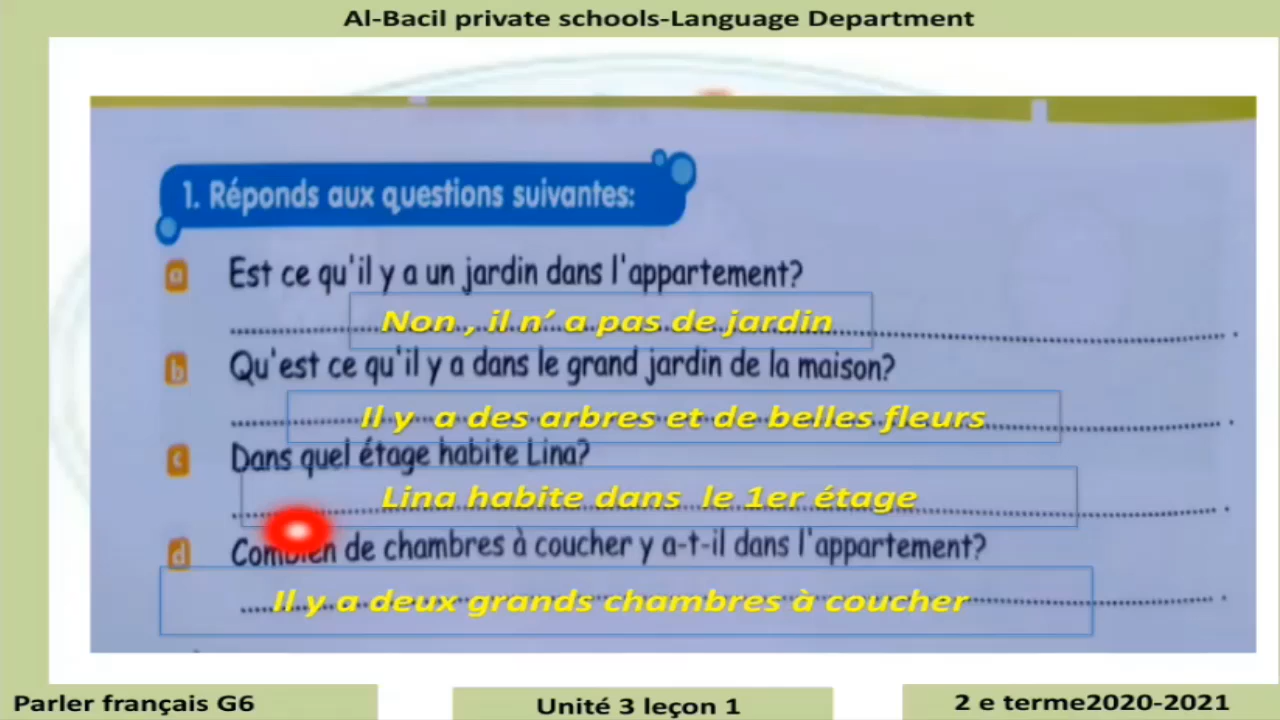 Al-Bacil private schools-Language Department
1. Réponds aux questions suivantes:
a Est ce qu'il y a un jardin dans l'appartement?
Non , il n' a pas de jardin
b Qu'est ce qu'il y a dans le grand jardin de la maison?
Il y a des arbres et de belles fleurs
c Dans quel étage habite Lina?
Lina habite dans le 1er étage
d Combien de chambres à coucher y a-t-il dans l'appartement?
Il y a deux grands chambres à coucher
Parler français G6
Unité 3 leçon 1
2 e terme2020-2021